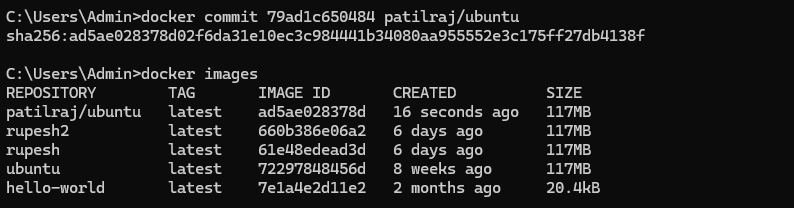 C:\Users\Admin>docker commit 79ad1c650484 patilraj/ubuntu
sha256:ad5ae028378d02f6da31e10ec3c984441b34080aa955552e3c175ff27db4138f
C:\Users\Admin>docker images
REPOSITORY TAG IMAGE ID CREATED SIZE
patilraj/ubuntu latest ad5ae028378d 16 seconds ago 117MB
rupesh2 latest 660b386e06a2 6 days ago 117MB
rupesh latest 61e48edead3d 6 days ago 117MB
ubuntu latest 72297848456d 8 weeks ago 117MB
hello-world latest 7e1a4e2d11e2 2 months ago 20.4kB